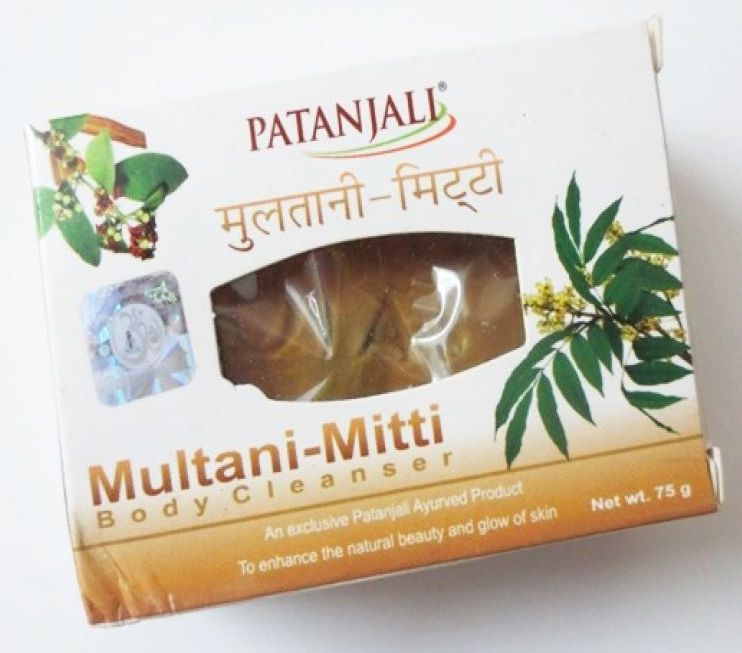 PATANJALI®
मुलतानी-मिट्टी
Multani-Mitti
Body Cleanser
An exclusive Patanjali Ayurved Product
To enhance the natural beauty and glow of skin
Net wt. 75 g